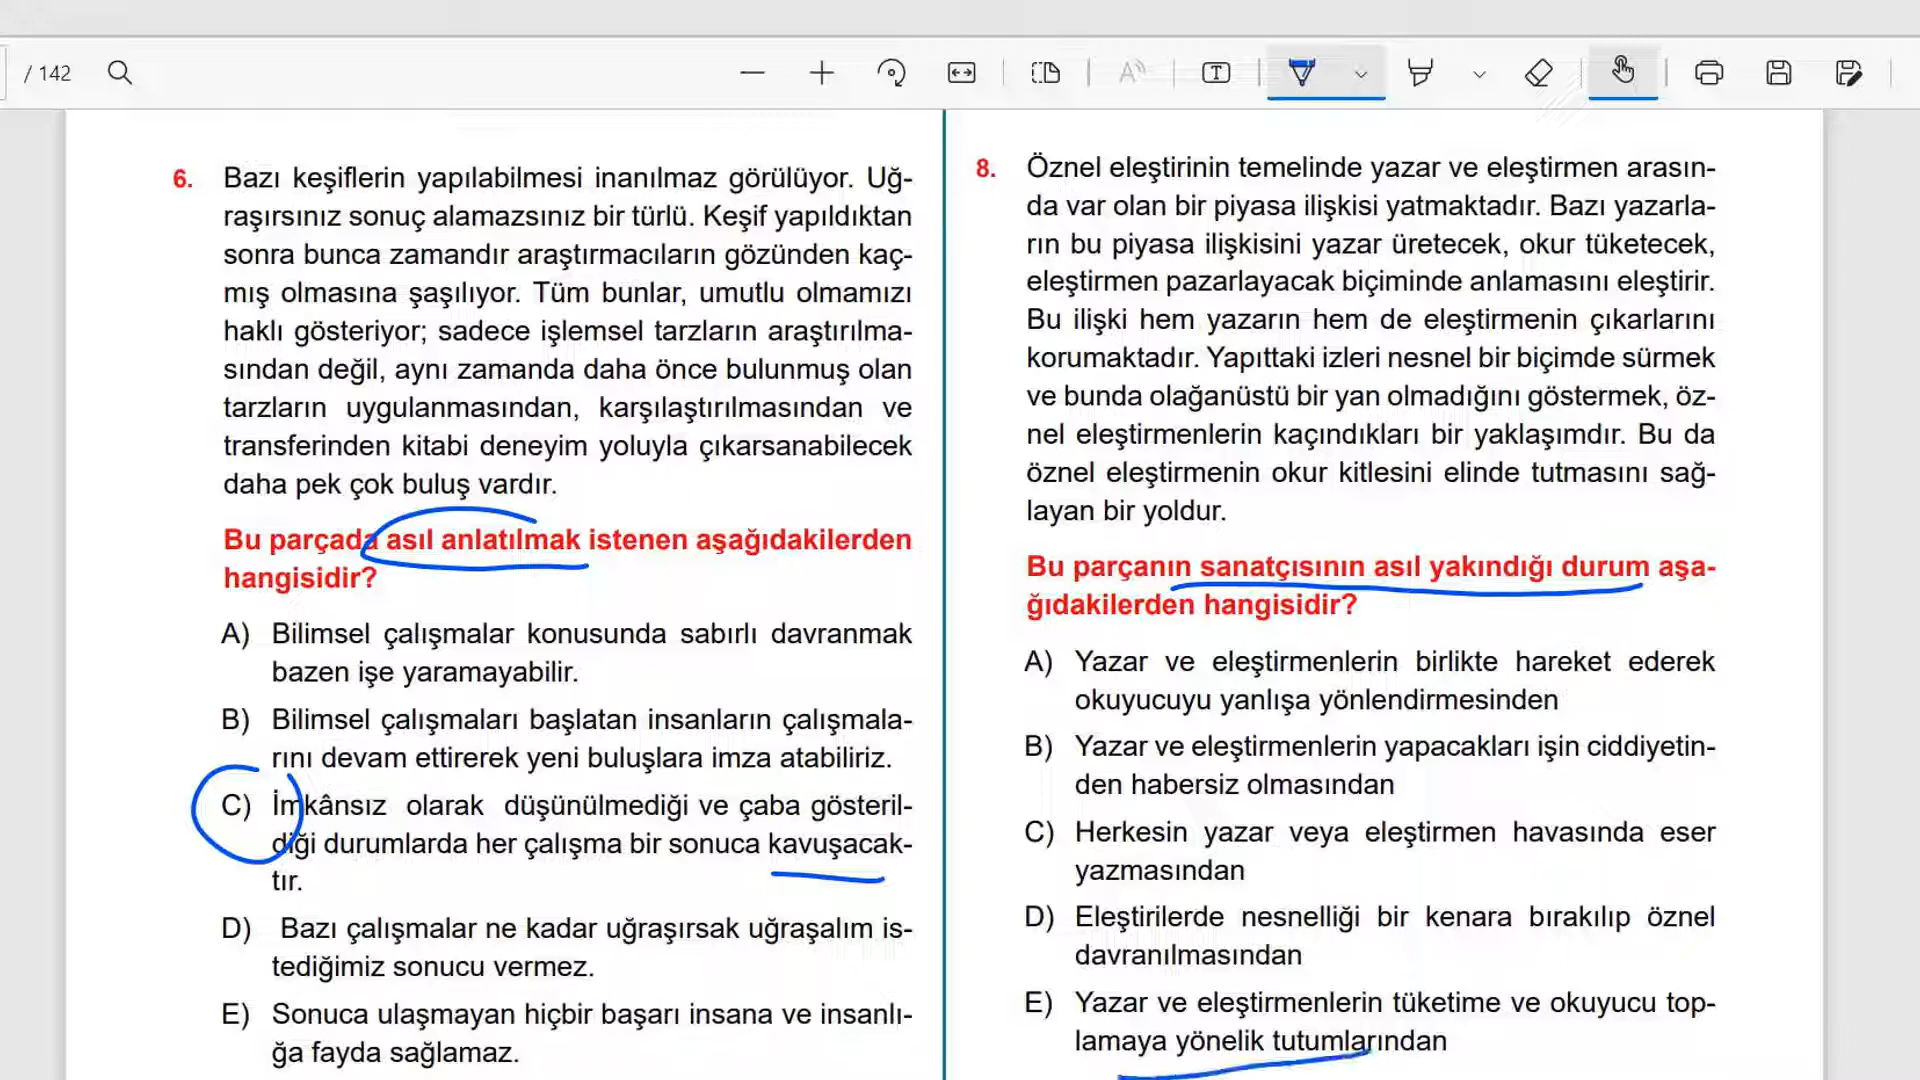 / 142
6. Bazı keşiflerin yapılabilmesi inanılmaz görülüyor. Uğ-
raşırsınız sonuç alamazsınız bir türlü. Keşif yapıldıktan
sonra bunca zamandır araştırmacıların gözünden kaç-
mış olmasına şaşılıyor. Tüm bunlar, umutlu olmamızı
haklı gösteriyor; sadece işlemsel tarzların araştırılma-
sından değil, aynı zamanda daha önce bulunmuş olan
tarzların uygulanmasından, karşılaştırılmasından ve
transferinden kitabi deneyim yoluyla çıkarsanabilecek
daha pek çok buluş vardır.
Bu parçada asıl anlatılmak istenen aşağıdakilerden
hangisidir?
A) Bilimsel çalışmalar konusunda sabırlı davranmak
bazen işe yaramayabilir.
B) Bilimsel çalışmaları başlatan insanların çalışmala-
rını devam ettirerek yeni buluşlara imza atabiliriz.
C) İmkânsız olarak düşünülmediği ve çaba gösteril-
diği durumlarda her çalışma bir sonuca kavuşacak-
tır.
D) Bazı çalışmalar ne kadar uğraşırsak uğraşalım is-
tediğimiz sonucu vermez.
E) Sonuca ulaşmayan hiçbir başarı insana ve insanlı-
ğa fayda sağlamaz.
8. Öznel eleştirinin temelinde yazar ve eleştirmen arasın-
da var olan bir piyasa ilişkisi yatmaktadır. Bazı yazarla-
rın bu piyasa ilişkisini yazar üretecek, okur tüketecek,
eleştirmen pazarlayacak biçiminde anlamasını eleştirir.
Bu ilişki hem yazarın hem de eleştirmenin çıkarlarını
korumaktadır. Yapıttaki izleri nesnel bir biçimde sürmek
ve bunda olağanüstü bir yan olmadığını göstermek, öz-
nel eleştirmenlerin kaçındıkları bir yaklaşımdır. Bu da
öznel eleştirmenin okur kitlesini elinde tutmasını sağ-
layan bir yoldur.
Bu parçanın sanatçısının asıl yakındığı durum aşa-
ğıdakilerden hangisidir?
A) Yazar ve eleştirmenlerin birlikte hareket ederek
okuyucuyu yanlışa yönlendirmesinden
B) Yazar ve eleştirmenlerin yapacakları işin ciddiyetin-
den habersiz olmasından
C) Herkesin yazar veya eleştirmen havasında eser
yazmasından
D) Eleştirilerde nesnelliği bir kenara bırakılıp öznel
davranılmasından
E) Yazar ve eleştirmenlerin tüketime ve okuyucu top-
lamaya yönelik tutumlarından